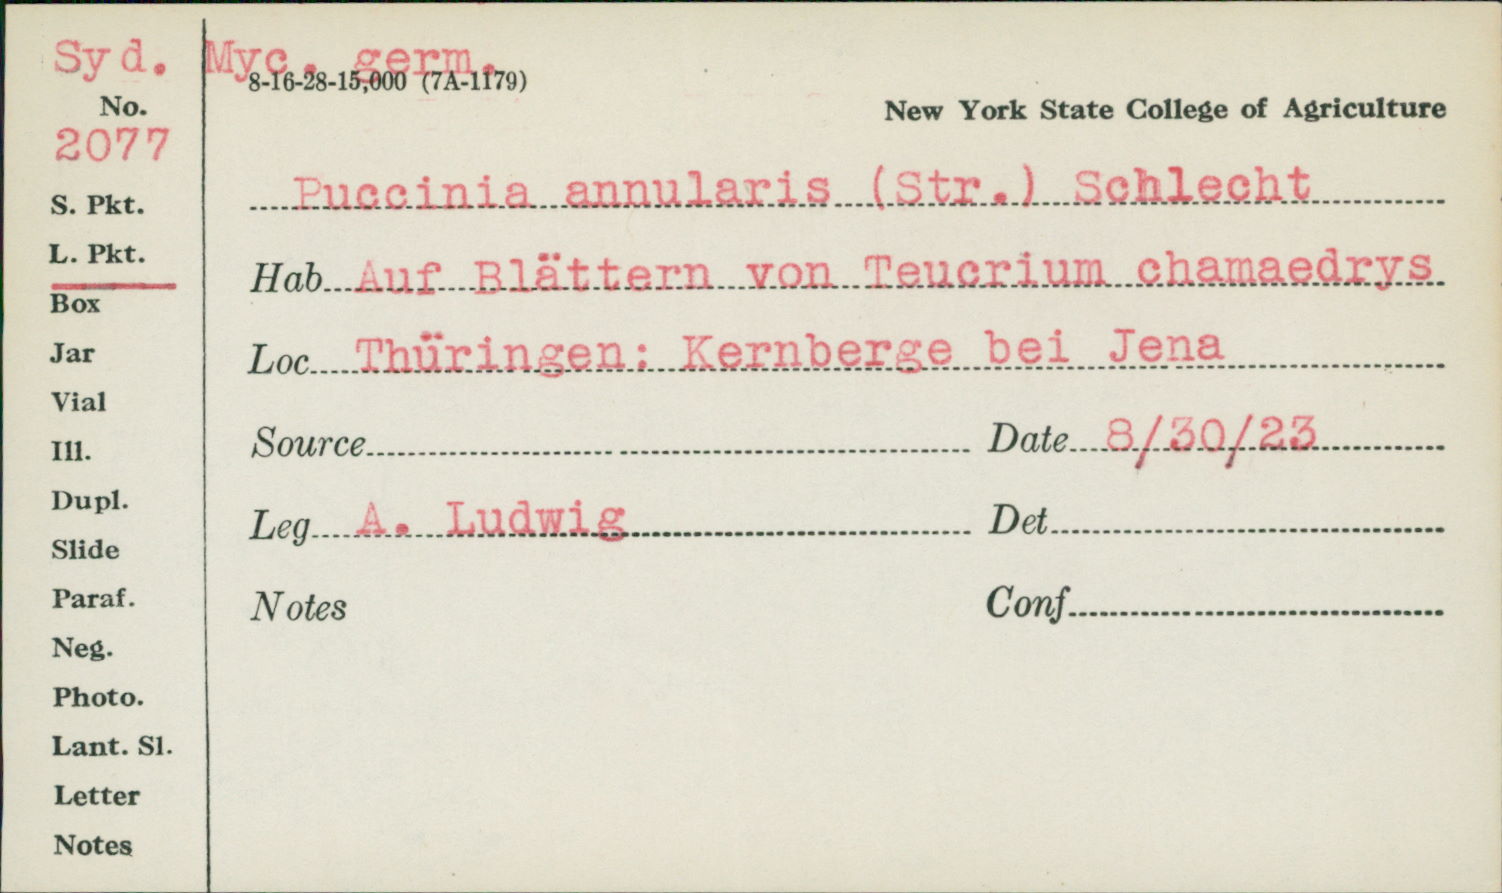 Syd. Myc. germ.
8-16-28-15,000 (7A-1179)
No.
2077
New York State College of Agriculture
S. Pkt.
L. Pkt.
Box
Jar
Vial
Ill.
Dupl.
Slide
Paraf.
Neg.
Photo.
Lant. Sl.
Letter
Notes
Puccinia annularis (Str.) Schlecht
Hab Auf Blättern von Teucrium chamaedrys
Loc Thüringen: Kernberge bei Jena
Source Date 8/30/23
Leg A. Ludwig Det
Notes Conf